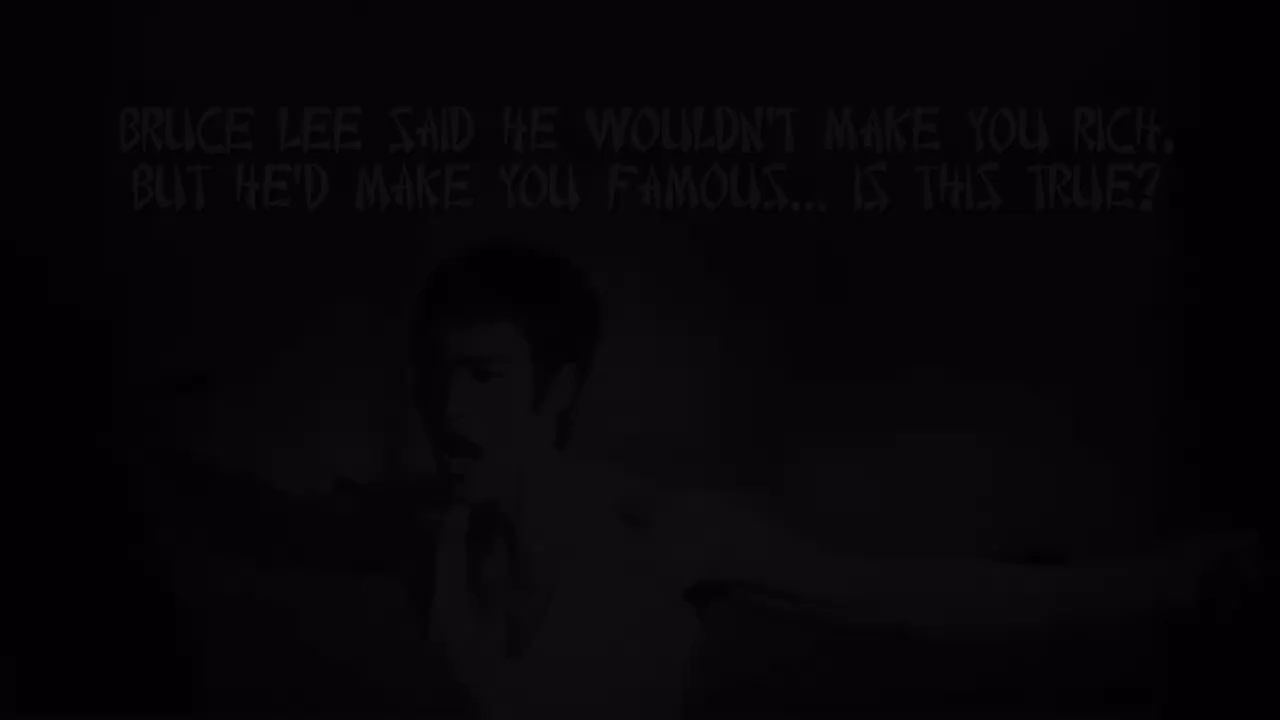 BRUCE LEE SAID HE WOULDN'T MAKE YOU RICH,
BUT HE'D MAKE YOU FAMOUS... IS THIS TRUE?